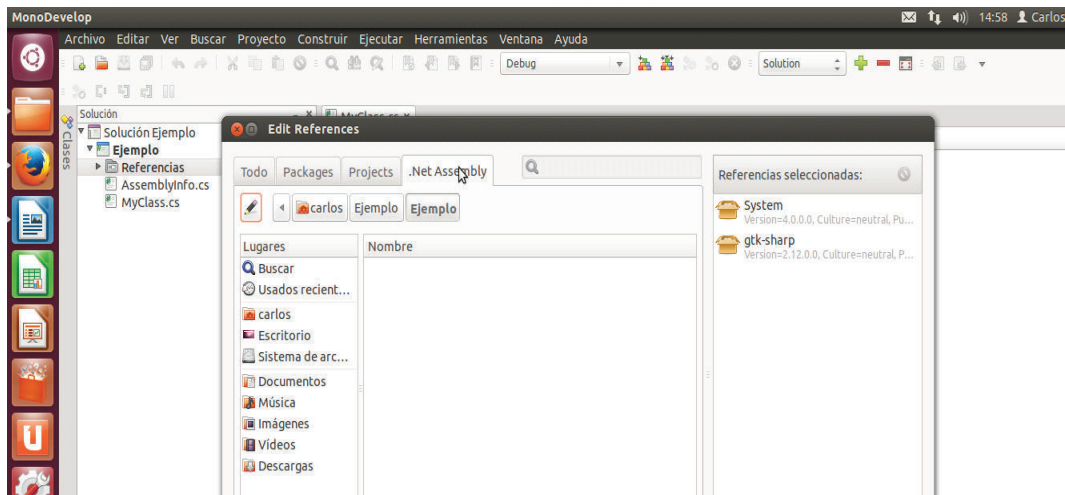 MonoDevelop
14:58 Carlos
Archivo Editar Ver Buscar Proyecto Construir Ejecutar Herramientas Ventana Ayuda
Debug
Solution
Solución
MyClass.cs
Clases
Solución Ejemplo
Ejemplo
Referencias
AssemblyInfo.cs
MyClass.cs
Edit References
Todo Packages Projects .Net Assembly
carlos Ejemplo Ejemplo
Lugares Nombre
Buscar
Usados recient...
carlos
Escritorio
Sistema de arc...
Documentos
Música
Imágenes
Vídeos
Descargas
Referencias seleccionadas:
System
Version=4.0.0.0, Culture=neutral, Pu...
gtk-sharp
Version=2.12.0.0, Culture=neutral, P...